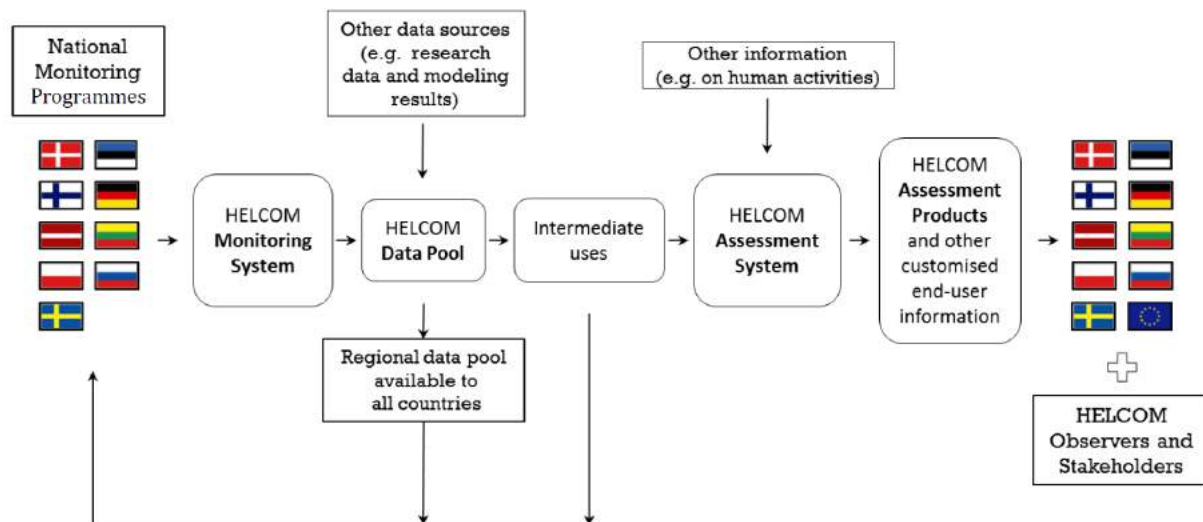 National
Monitoring
Programmes
Other data sources
(e.g. research
data and modeling
results)
Other information
(e.g. on human activities)
HELCOM
Monitoring
System
HELCOM
Data Pool
Intermediate
uses
HELCOM
Assessment
System
HELCOM
Assessment
Products
and other
customised
end-user
information
Regional data pool
available to
all countries
HELCOM
Observers and
Stakeholders